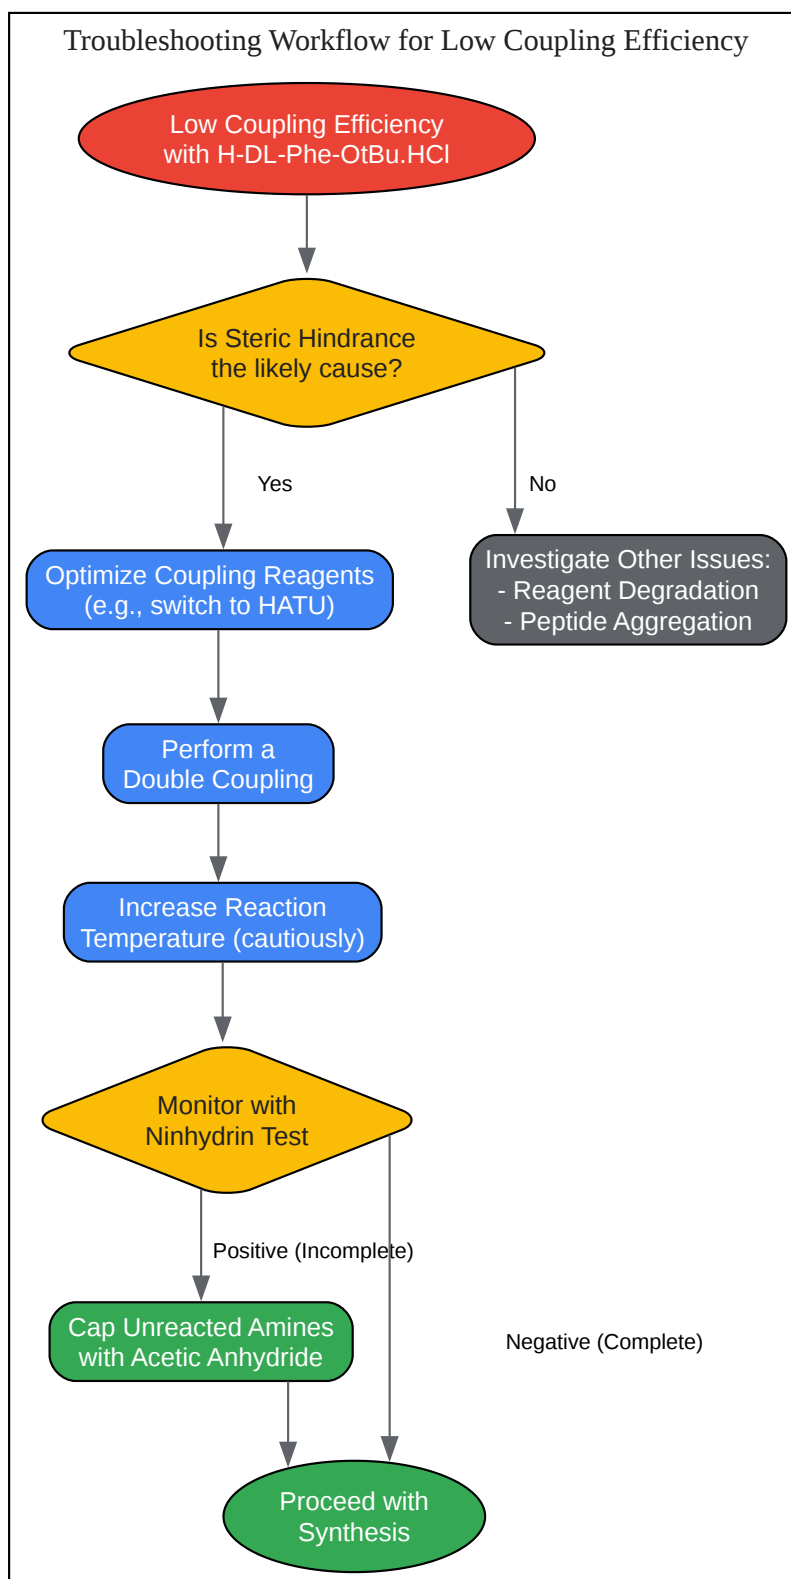 Troubleshooting Workflow for Low Coupling Efficiency
Low Coupling Efficiency
with H-DL-Phe-OtBu.HCl
Is Steric Hindrance
the likely cause?
Yes
No
Optimize Coupling Reagents
(e.g., switch to HATU)
Investigate Other Issues:
- Reagent Degradation
- Peptide Aggregation
Perform a
Double Coupling
Increase Reaction
Temperature (cautiously)
Monitor with
Ninhydrin Test
Positive (Incomplete)
Cap Unreacted Amines
with Acetic Anhydride
Negative (Complete)
Proceed with
Synthesis